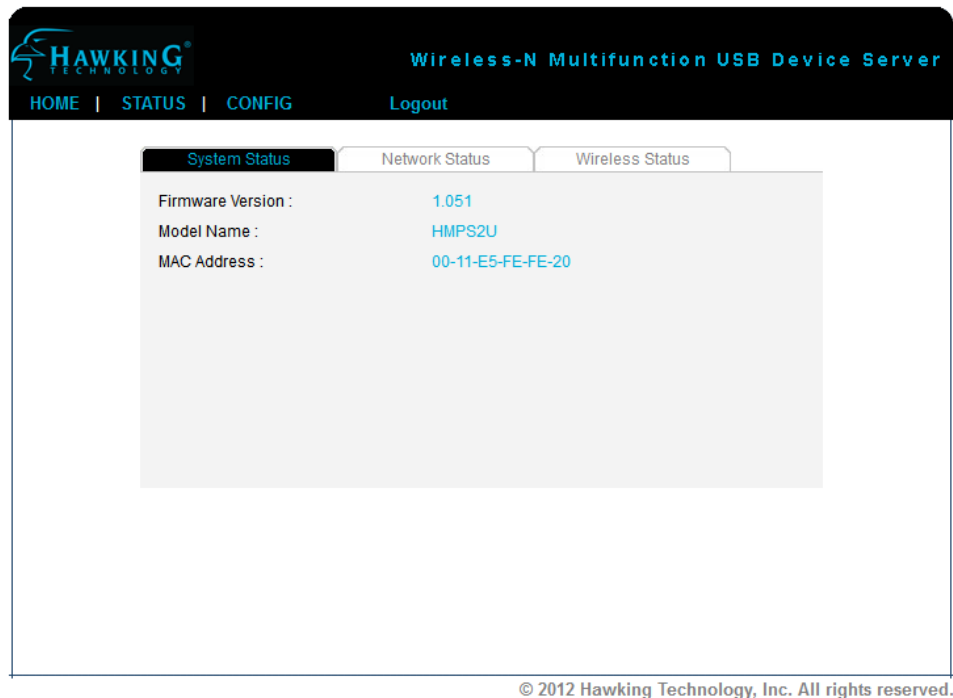 HAWKING®
TECHNOLOGY
Wireless-N Multifunction USB Device Server
HOME | STATUS | CONFIG Logout
System Status Network Status Wireless Status
Firmware Version : 1.051
Model Name : HMPS2U
MAC Address : 00-11-E5-FE-FE-20
© 2012 Hawking Technology, Inc. All rights reserved.